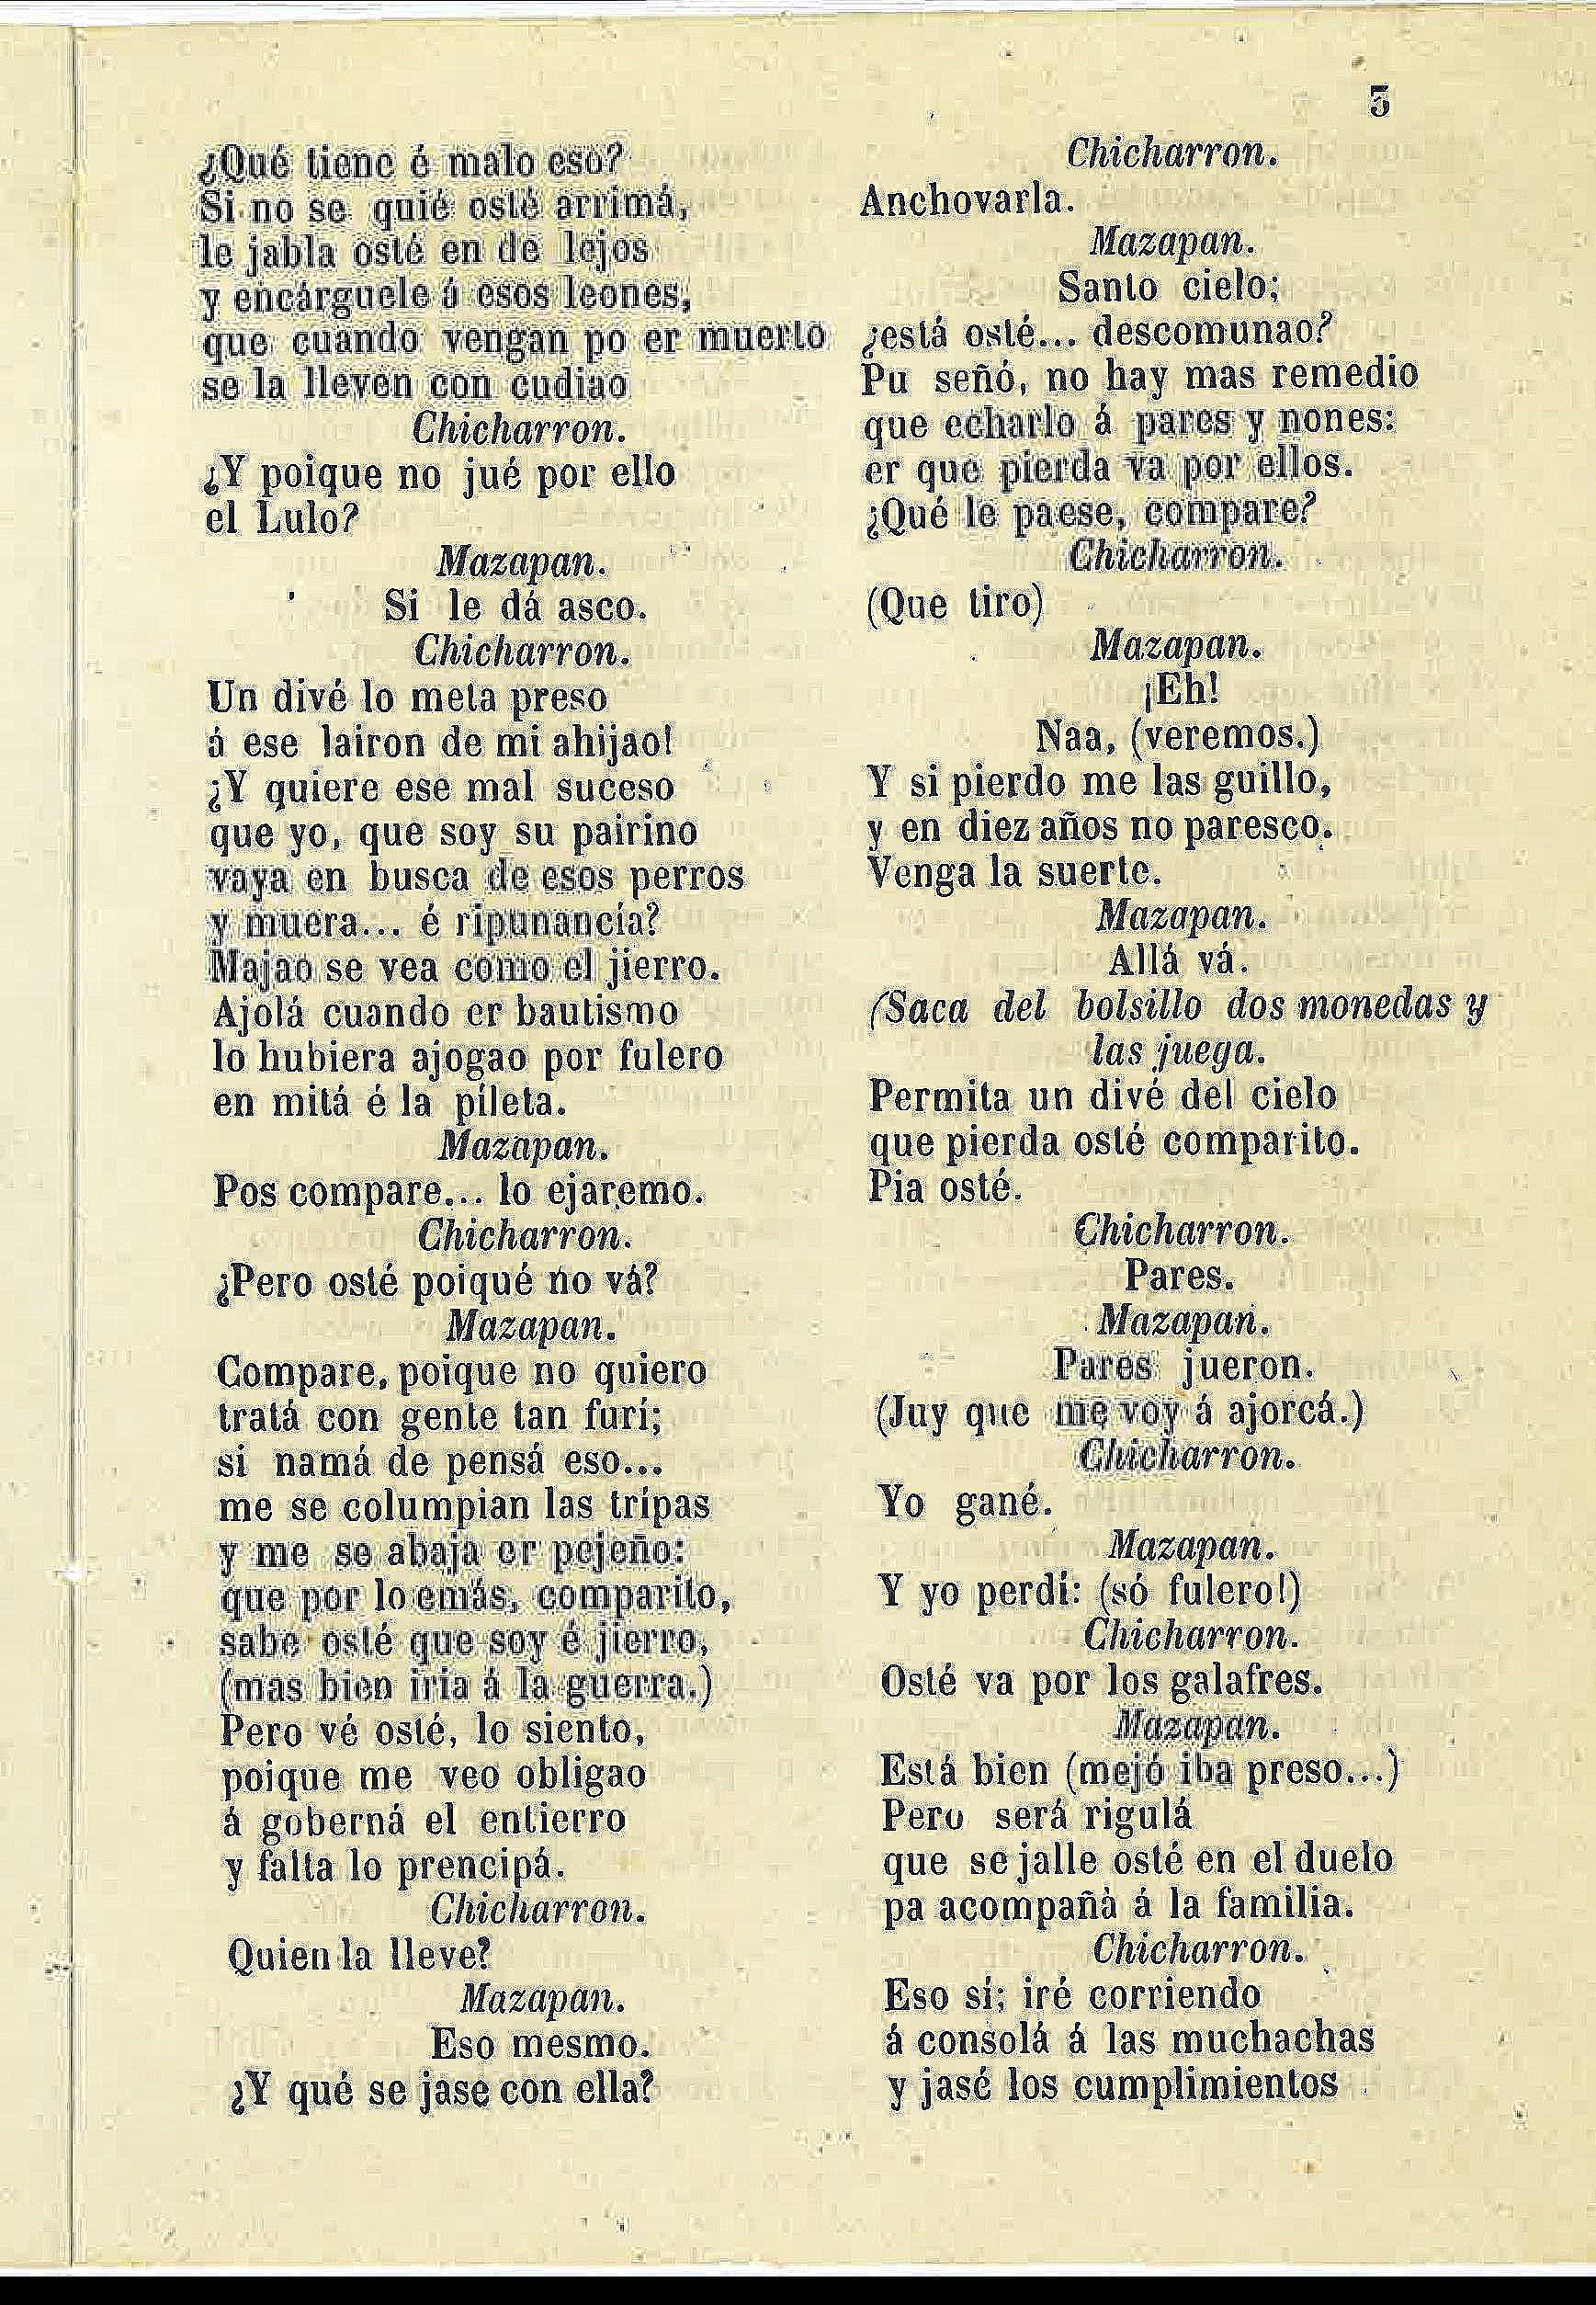 3
¿Qué tiene é malo eso?
Si no se quié osté arrimá,
le jabla osté en de lejos
y encárguele á esos leones,
que cuando vengan po er muerto
se la lleven con cudiao
Chicharron.
¿Y poique no jué por ello
el Lulo?
Mazapan.
Si le dá asco.
Chicharron.
Un divé lo meta preso
á ese lairon de mi ahijao!
¿Y quiere ese mal suceso
que yo, que soy su pairino
vaya en busca de esos perros
y muera... é ripunancía?
Majao se vea como el jierro.
Ajolá cuando er bautismo
lo hubiera ajogao por fulero
en mitá é la pileta.
Mazapan.
Pos compare... lo ejaremo.
Chicharron.
¿Pero osté poiqué no vá?
Mazapan.
Compare, poique no quiero
tratá con gente tan furí;
si namá de pensá eso...
me se columpian las tripas
y me se abaja er pejeño:
que por lo emás, comparito,
sabe osté que soy é jierro,
(mas bien iria á la guerra.)
Pero vé osté, lo siento,
poique me veo obligao
á goberná el entierro
y falta lo prencipá.
Chicharron.
Quien la lleve?
Mazapan.
Eso mesmo.
¿Y qué se jase con ella?
Chicharron.
Anchovarla.
Mazapan.
Santo cielo;
¿está osté... descomunao?
Pu señó, no hay mas remedio
que echarlo á pares y nones:
er que pierda va por ellos.
¿Qué le paese, compare?
Chicharron.
(Que tiro)
Mazapan.
¡Eh!
Naa, (veremos.)
Y si pierdo me las guillo,
y en diez años no paresco.
Venga la suerte.
Mazapan.
Allá vá.
(Saca del bolsillo dos monedas y
las juega.
Permita un divé del cielo
que pierda osté comparito.
Pia osté.
Chicharron.
Pares.
Mazapan.
Pares jueron.
(Juy que me voy á ajorcá.)
Chicharron.
Yo gané.
Mazapan.
Y yo perdí: (só fulero!)
Chicharron.
Osté va por los galafres.
Mazapan.
Está bien (mejó iba preso...)
Pero será rigulá
que se jalle osté en el duelo
pa acompañà á la familia.
Chicharron.
Eso sí; iré corriendo
á consolá á las muchachas
y jasé los cumplimientos